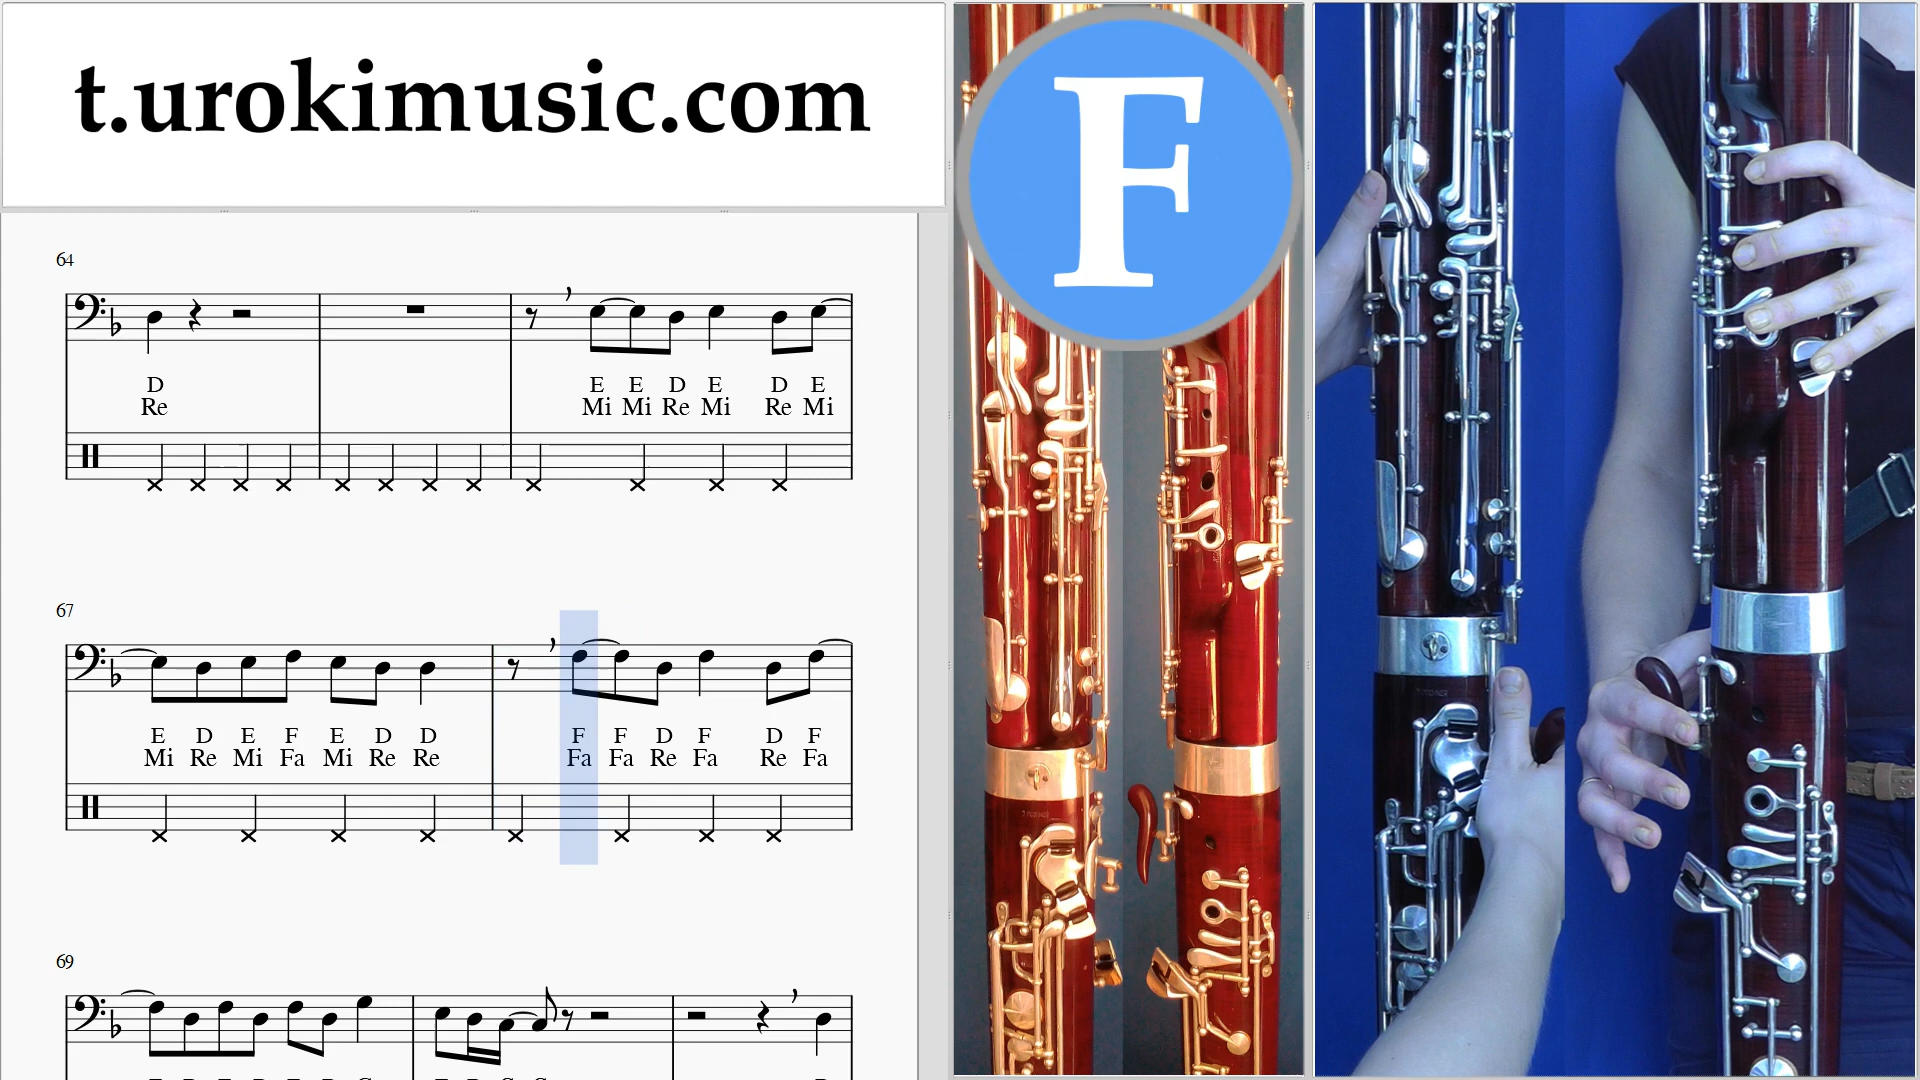 t.urokimusic.com
F
64
D E E D E D E
Re Mi Mi Re Mi Re Mi
67
E D E F E D D F F D F D F
Mi Re Mi Fa Mi Re Re Fa Fa Re Fa Re Fa
69